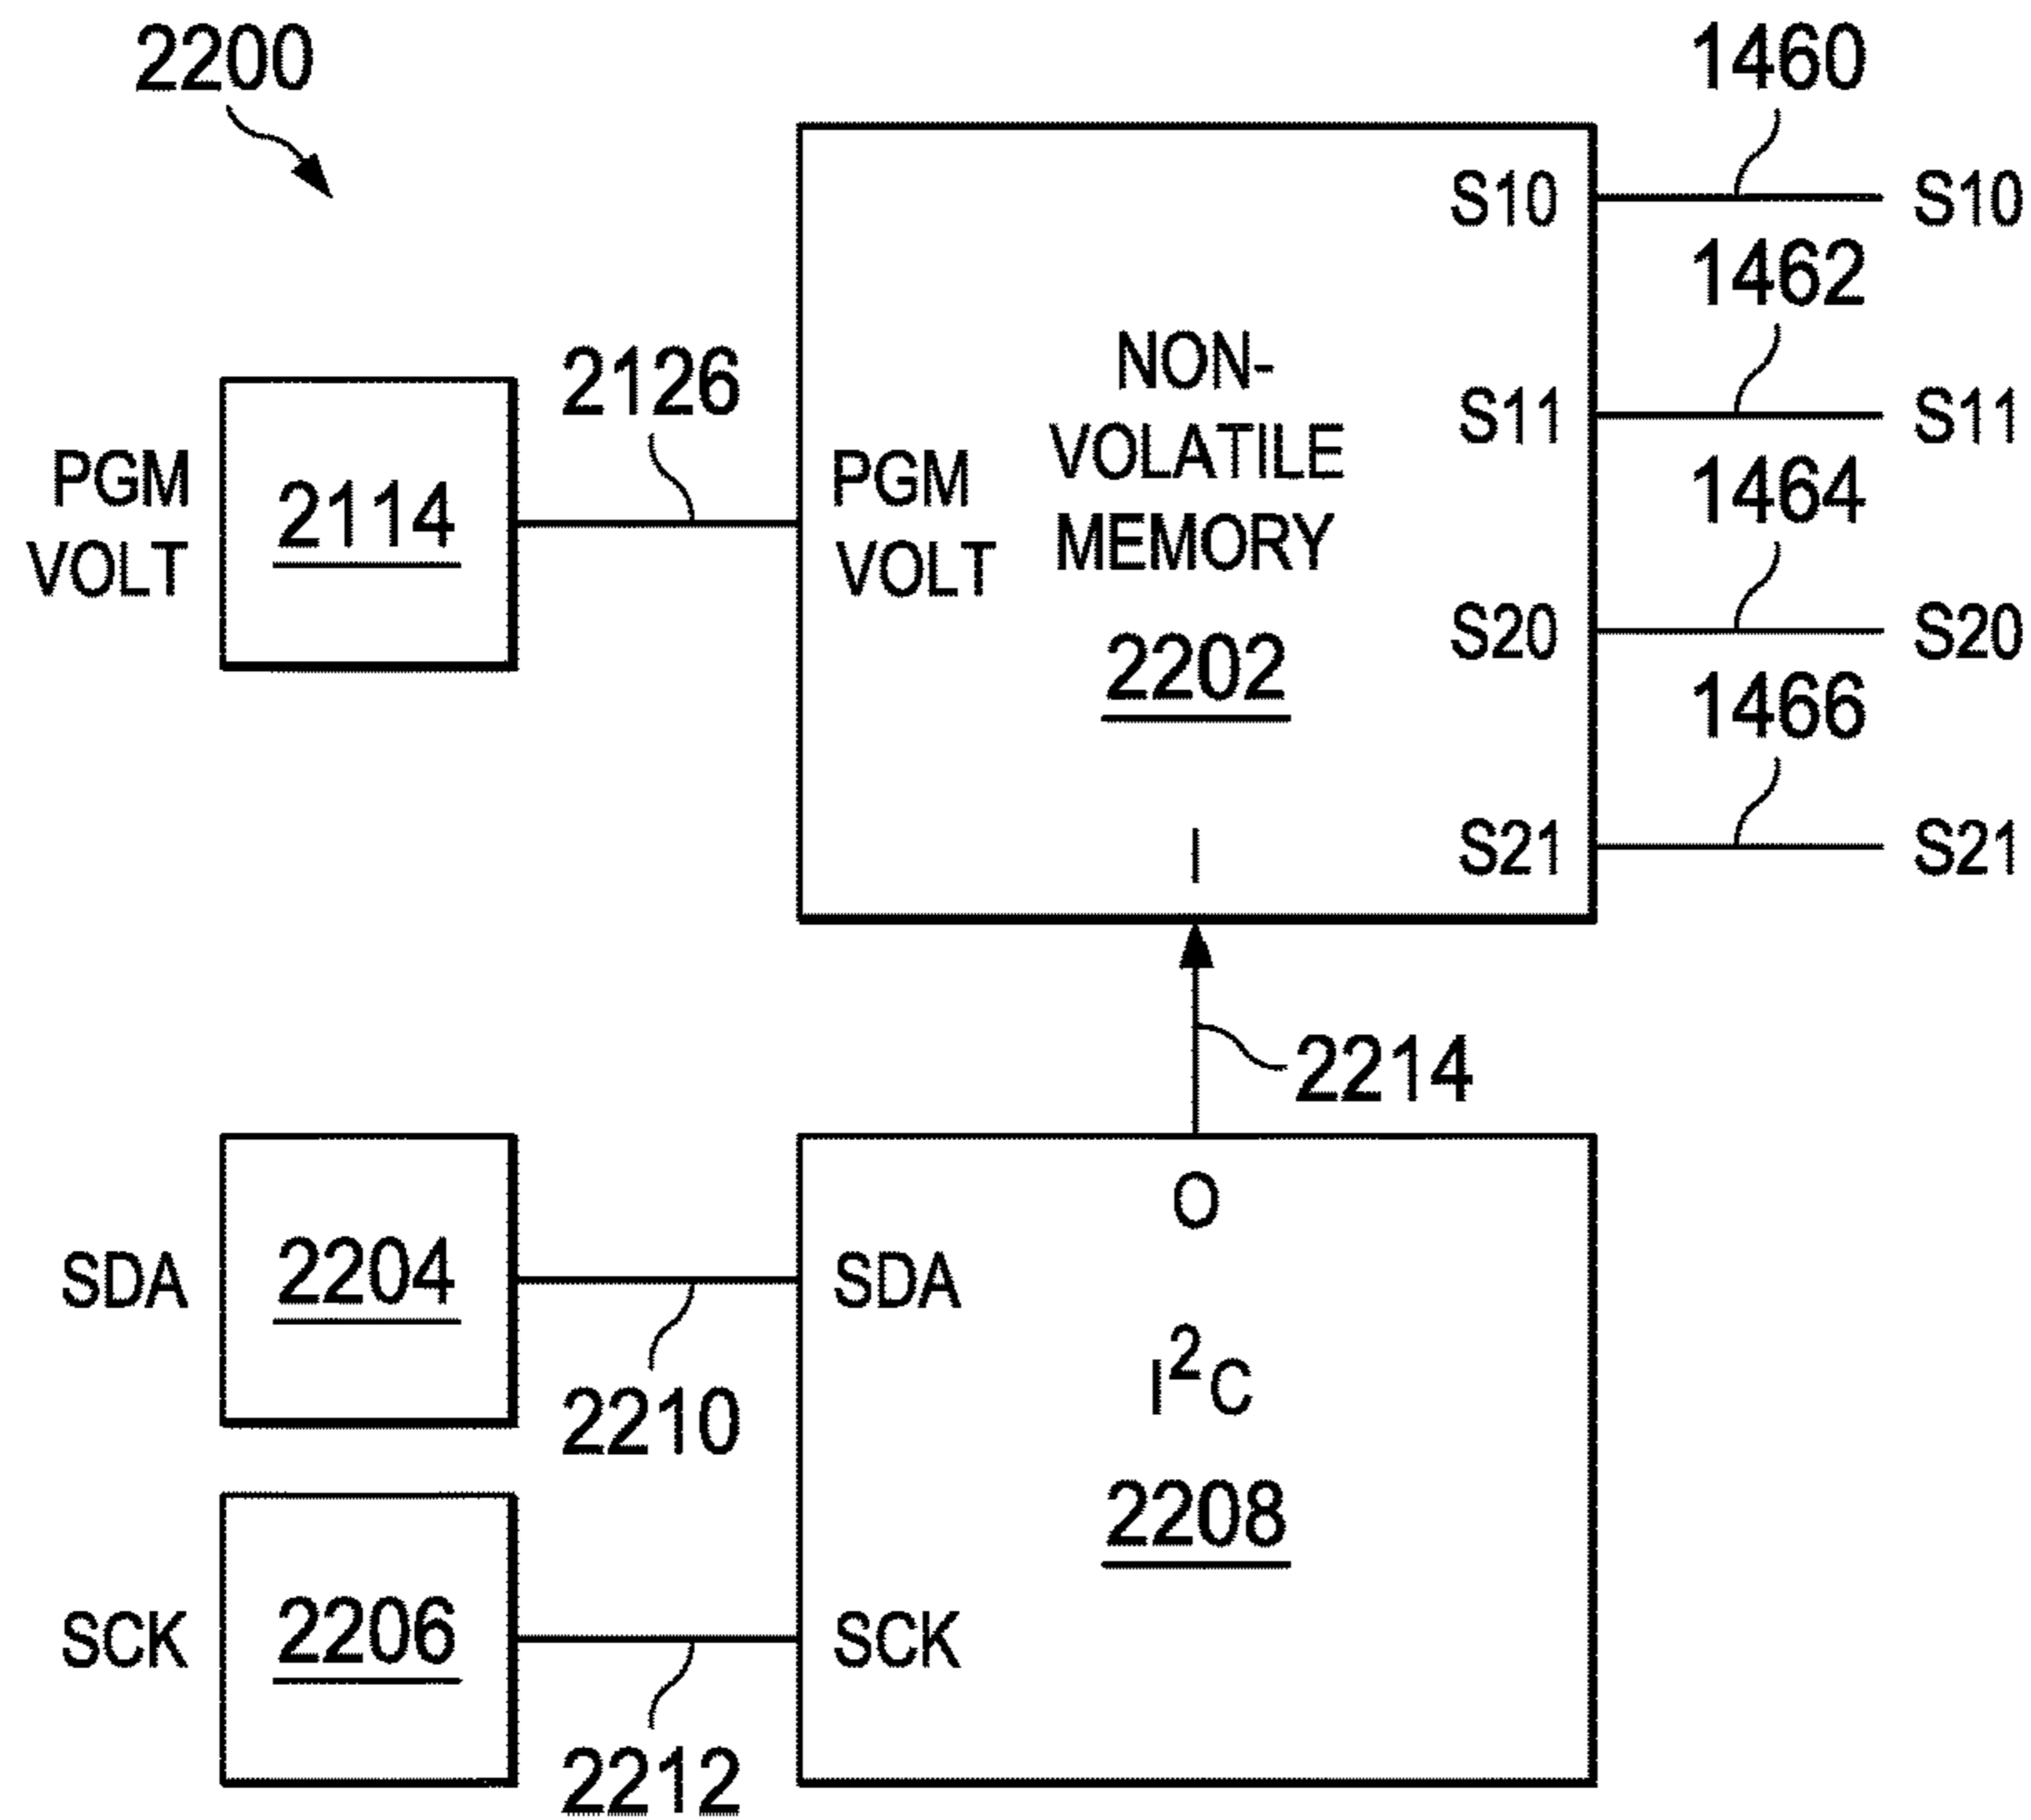 2200
1460
S10 S10
1462
NON-
2126
S11 S11
PGM
VOLT
2114
PGM
VOLT
VOLATILE
MEMORY
1464
2202
S20 S20
1466
I
S21 S21
2214
O
SDA
2204
SDA
2210
I²C
2208
SCK
2206
SCK
2212